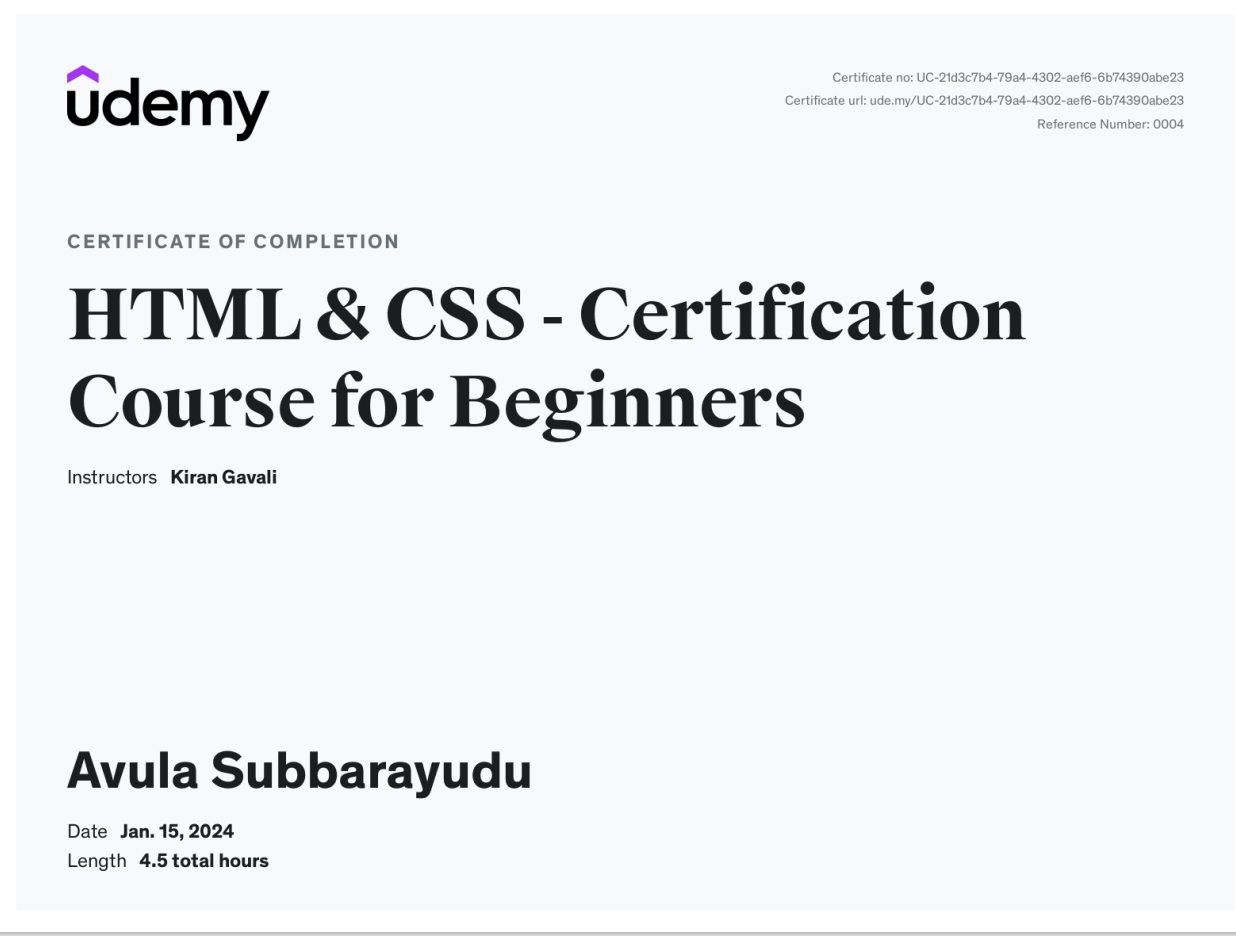 udemy
Certificate no: UC-21d3c7b4-79a4-4302-aef6-6b74390abe23
Certificate url: ude.my/UC-21d3c7b4-79a4-4302-aef6-6b74390abe23
Reference Number: 0004
CERTIFICATE OF COMPLETION
HTML & CSS - Certification
Course for Beginners
Instructors Kiran Gavali
Avula Subbarayudu
Date Jan. 15, 2024
Length 4.5 total hours